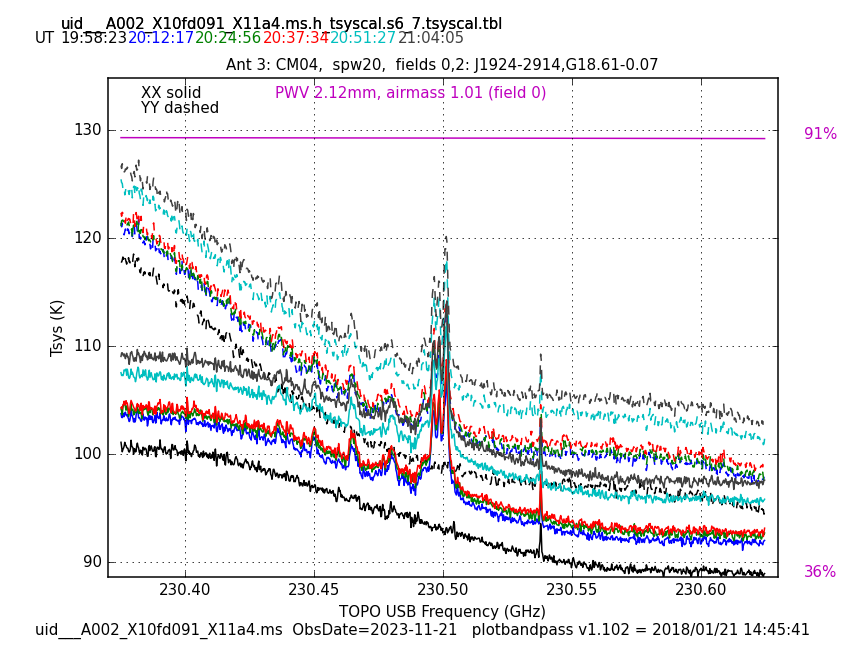 uid___A002_X10fd091_X11a4.ms.h_tsyscal.s6_7.tsyscal.tbl
UT 19:58:23 20:12:17 20:24:56 20:37:34 20:51:27 21:04:05
Ant 3: CM04,  spw20,  fields 0,2: J1924-2914,G18.61-0.07
XX solid
PWV 2.12mm, airmass 1.01 (field 0)
YY dashed
130
91%
120
110
100
90
36%
Tsys (K)
230.40 230.45 230.50 230.55 230.60
TOPO USB Frequency (GHz)
uid___A002_X10fd091_X11a4.ms  ObsDate=2023-11-21   plotbandpass v1.102 = 2018/01/21 14:45:41